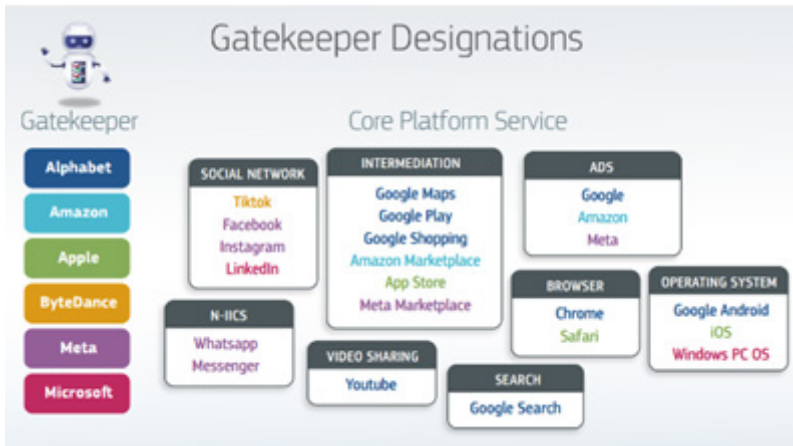 Gatekeeper Designations
Gatekeeper
Core Platform Service
Alphabet
Amazon
Apple
ByteDance
Meta
Microsoft
SOCIAL NETWORK
Tiktok
Facebook
Instagram
LinkedIn
INTERMEDIATION
Google Maps
Google Play
Google Shopping
Amazon Marketplace
App Store
Meta Marketplace
ADS
Google
Amazon
Meta
N-IICS
Whatsapp
Messenger
VIDEO SHARING
Youtube
BROWSER
Chrome
Safari
SEARCH
Google Search
OPERATING SYSTEM
Google Android
iOS
Windows PC OS